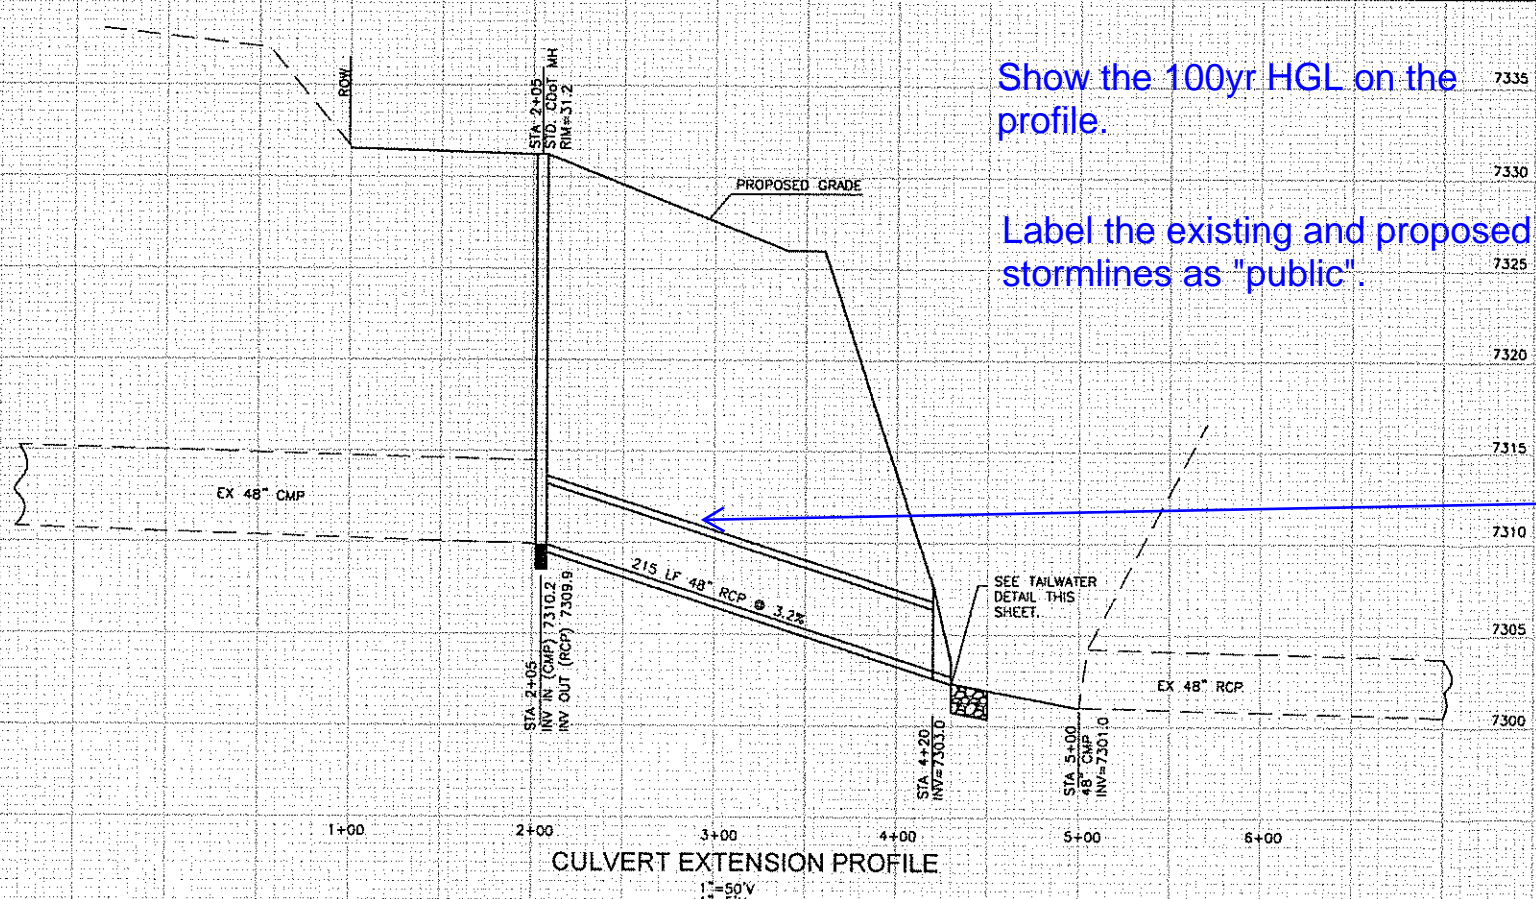 Show the 100yr HGL on the
profile.
Label the existing and proposed
stormlines as "public".
ROW
STA 2+05
STD. CDoT MH
RIM=31.2
PROPOSED GRADE
7335
7330
7325
7320
7315
7310
7305
7300
EX 48" CMP
215 LF 48" RCP @ 3.2%
SEE TAILWATER
DETAIL THIS
SHEET.
EX 48" RCP
STA 2+05
INV IN (CMP) 7310.2
INV OUT (RCP) 7309.9
STA 4+20
INV=7303.0
STA 5+00
48" CMP
INV=7301.0
1+00
2+00
3+00
4+00
5+00
6+00
CULVERT EXTENSION PROFILE
1"=50'V